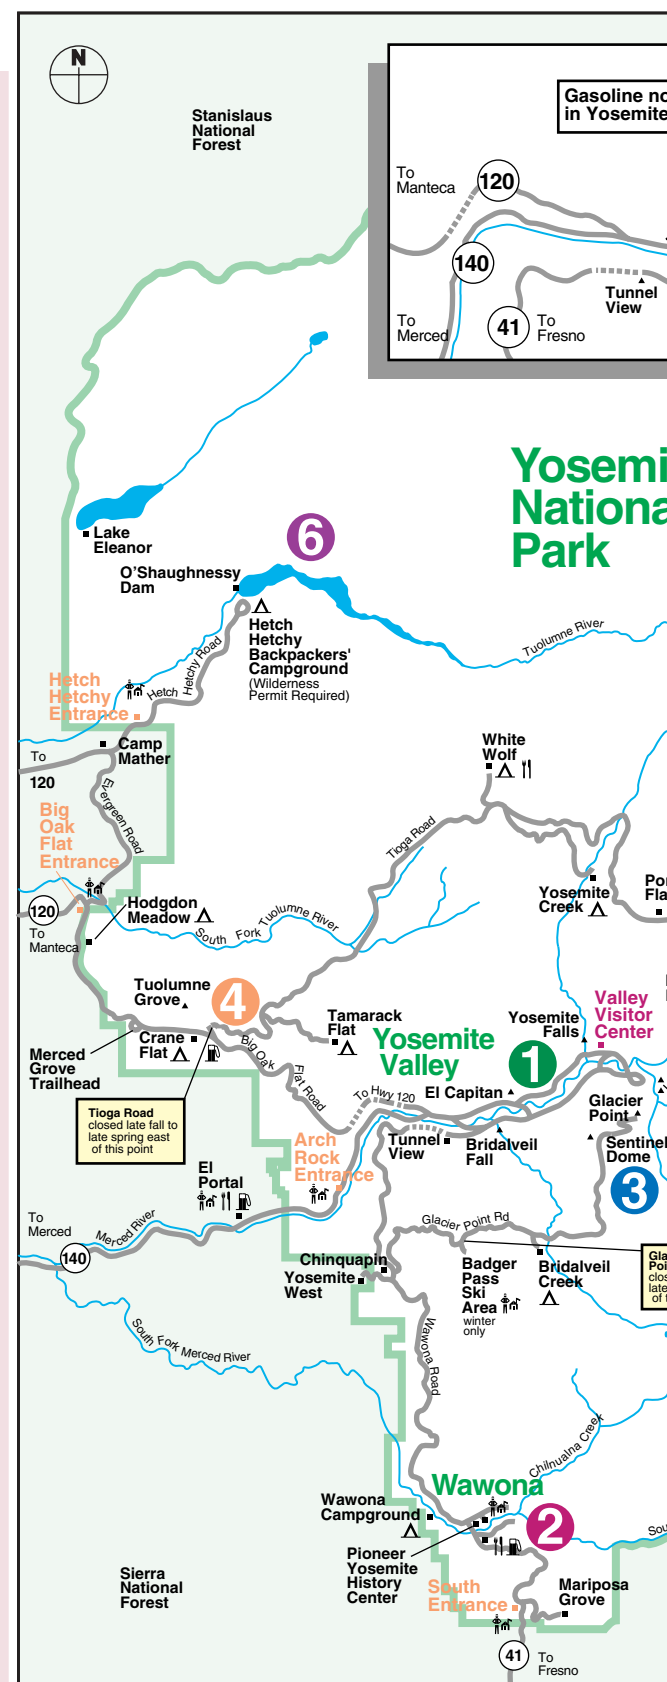 N
Stanislaus
National
Forest
Gasoline
in Yosemite
To
Manteca
120
140
Tunnel
View
To
Merced
41
To
Fresno
Yosemi
Nationa
Park
Lake
Eleanor
6
O'Shaughnessy
Dam
Hetch
Hetchy
Backpackers'
Campground
(Wilderness
Permit Required)
Tuolumne River
Hetch Hetchy Road
Hetch
Hetchy
Entrance
Camp
Mather
To
120
Evergreen Road
White
Wolf
Tioga Road
Big
Oak
Flat
Entrance
120
To
Manteca
Hodgdon
Meadow
South Fork Tuolumne River
Yosemite
Creek
Por
Fla
Tuolumne
Grove
4
Crane
Flat
Merced
Grove
Trailhead
Big Oak Flat Road
Tamarack
Flat
Yosemite
Valley
Yosemite
Falls
Valley
Visitor
Center
1
El Capitan
To Hwy 120
Tioga Road
closed late fall to
late spring east
of this point
Glacier
Point
Sentinel
Dome
3
Tunnel
View
Bridalveil
Fall
Arch
Rock
Entrance
El
Portal
To
Merced
Merced River
140
Glacier Point Rd
Chinquapin
Yosemite
West
Badger
Pass
Ski
Area
winter
only
Bridalveil
Creek
Gla
Poi
clos
late
of t
South Fork Merced River
Wawona Road
Chilnualna Creek
Wawona
Wawona
Campground
2
Sou
Pioneer
Yosemite
History
Center
South
Entrance
Mariposa
Grove
Sierra
National
Forest
41
To
Fresno